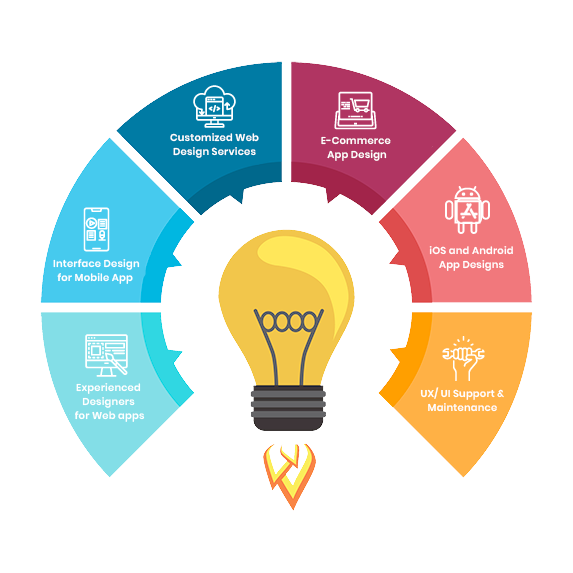 Customized Web
Design Services
E-Commerce
App Design
Interface Design
for Mobile App
iOS and Android
App Designs
Experienced
Designers
for Web apps
UX/ UI Support &
Maintenance